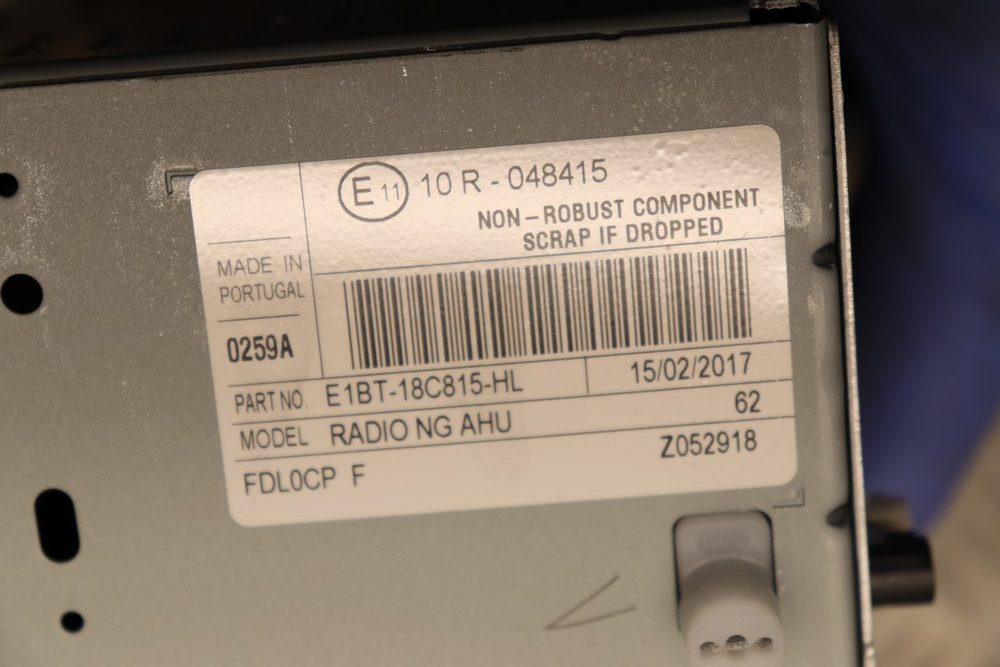 E 11 10 R - 048415
NON-ROBUST COMPONENT
SCRAP IF DROPPED
MADE IN
PORTUGAL
0259A
PART NO. E1BT-18C815-HL 15/02/2017
MODEL RADIO NG AHU 62
FDL0CP F Z052918